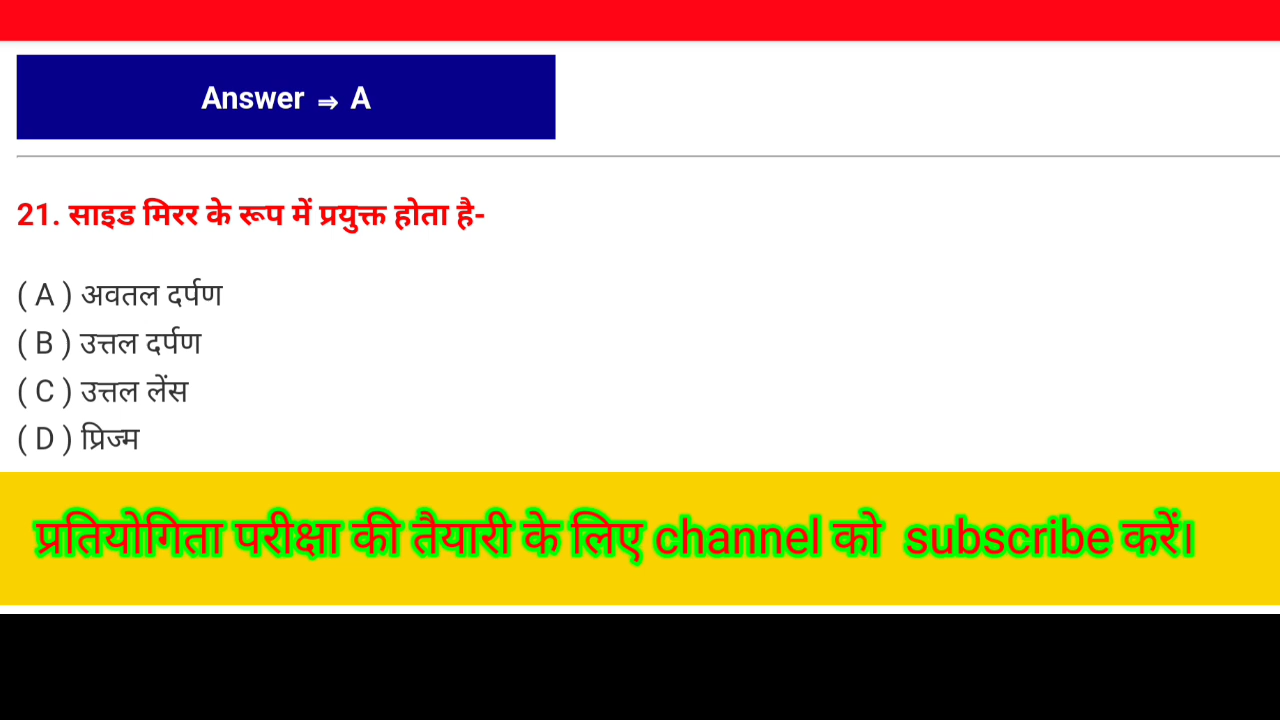 Answer ⇒ A
21. साइड मिरर के रूप में प्रयुक्त होता है-
( A ) अवतल दर्पण
( B ) उत्तल दर्पण
( C ) उत्तल लेंस
( D ) प्रिज्म
प्रतियोगिता परीक्षा की तैयारी के लिए channel को subscribe करें।